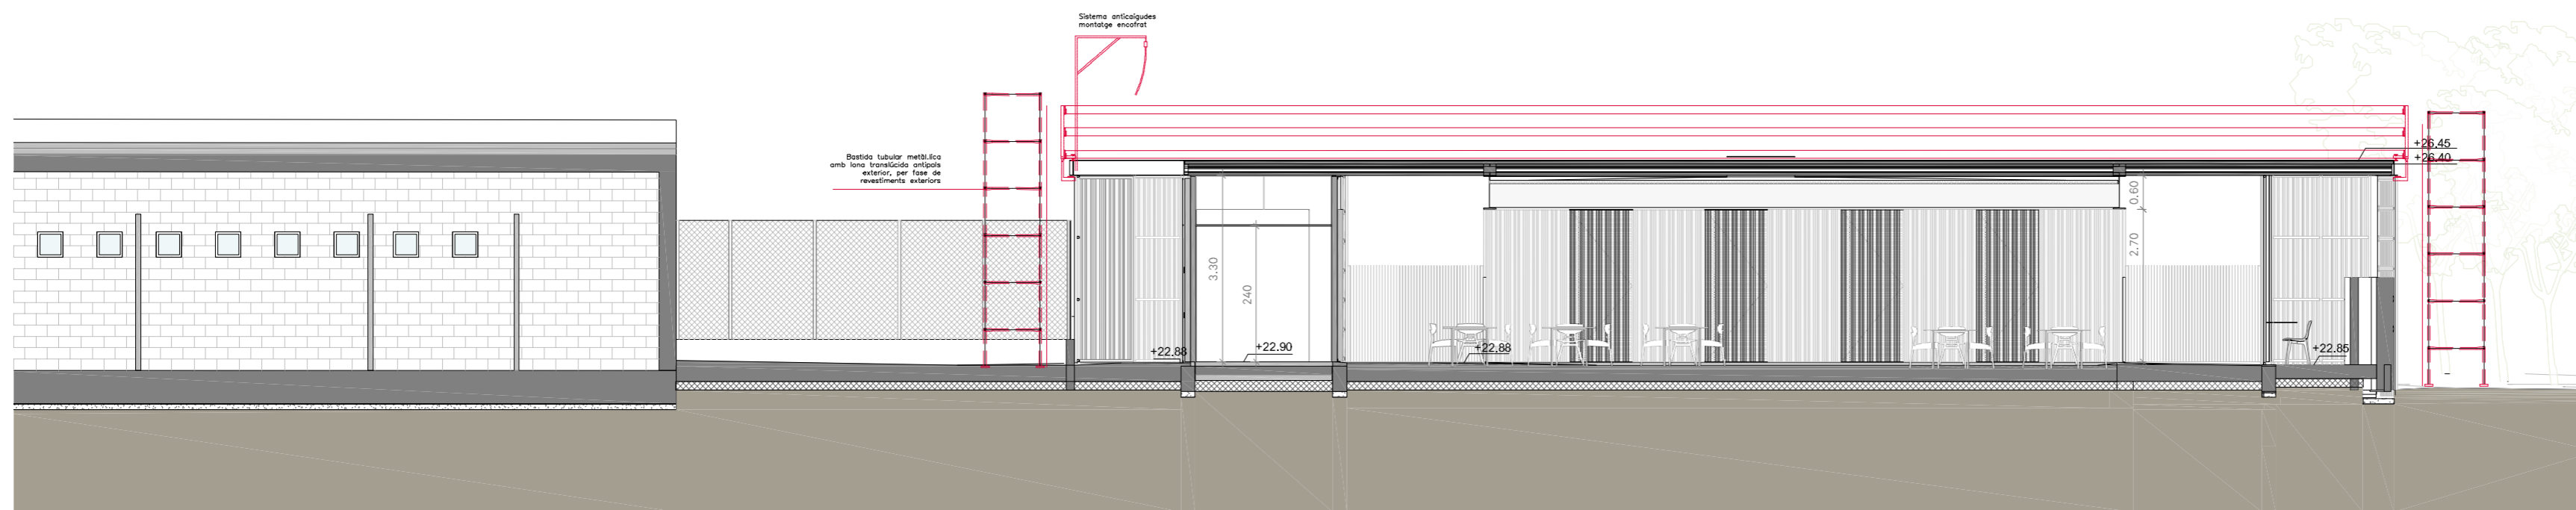 Sistema anticaigudes
montatge encofrat
Bastida tubular metàl.lica
amb lona translúcida antipols
exterior, per fase de
revestiments exteriors
+26.45
+26.40
0.60
2.70
3.30
240
+22.88
+22.90
+22.88
+22.85